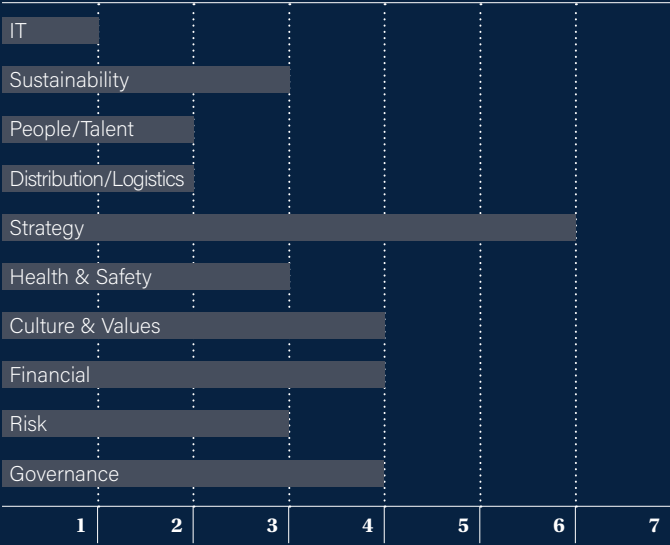 IT
Sustainability
People/Talent
Distribution/Logistics
Strategy
Health & Safety
Culture & Values
Financial
Risk
Governance
1 2 3 4 5 6 7